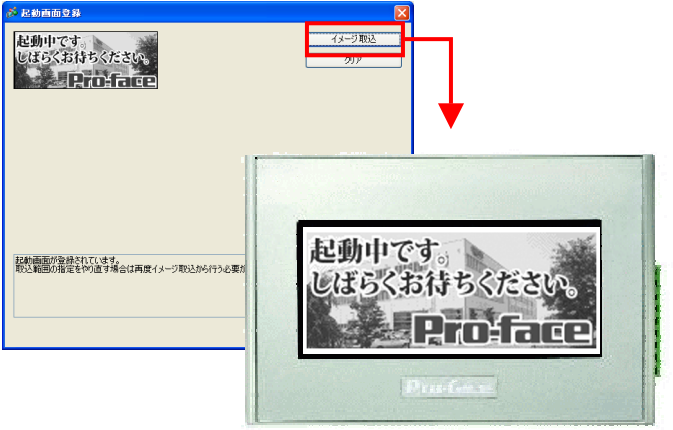 起動画面登録
起動中です。
しばらくお待ちください。
Pro-face
イメージ取込
クリア
起動画面が登録されています。
取込範囲の指定をやり直す場合は再度イメージ取込から行う必要が
起動中です。
しばらくお待ちください。
Pro-face
Pro-face